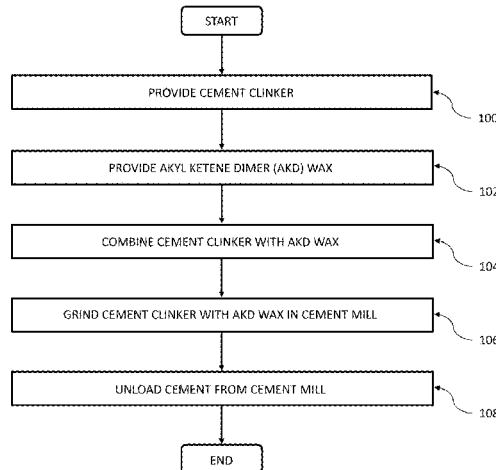 START
PROVIDE CEMENT CLINKER
100
PROVIDE AKYL KETENE DIMER (AKD) WAX
102
COMBINE CEMENT CLINKER WITH AKD WAX
104
GRIND CEMENT CLINKER WITH AKD WAX IN CEMENT MILL
106
UNLOAD CEMENT FROM CEMENT MILL
108
END